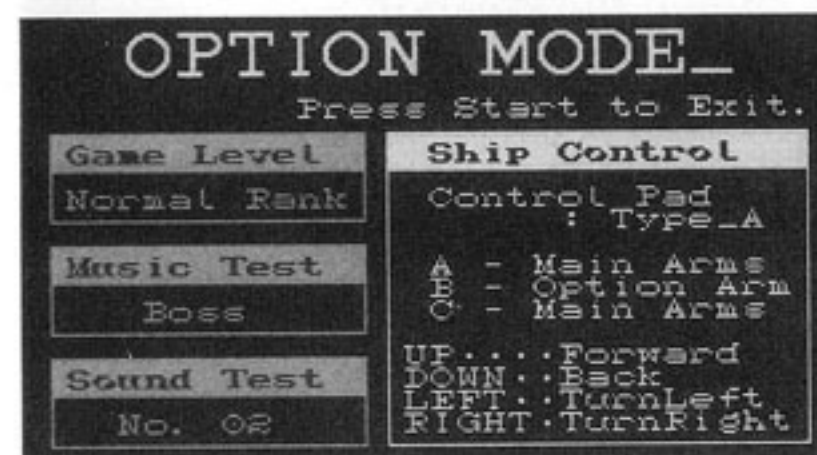 OPTION MODE_
Press Start to Exit.
Game Level
Normal Rank
Music Test
Boss
Sound Test
No. 02
Ship Control
Control Pad
: Type_A
A - Main Arms
B - Option Arm
C - Main Arms
UP....Forward
DOWN..Back
LEFT..TurnLeft
RIGHT.TurnRight